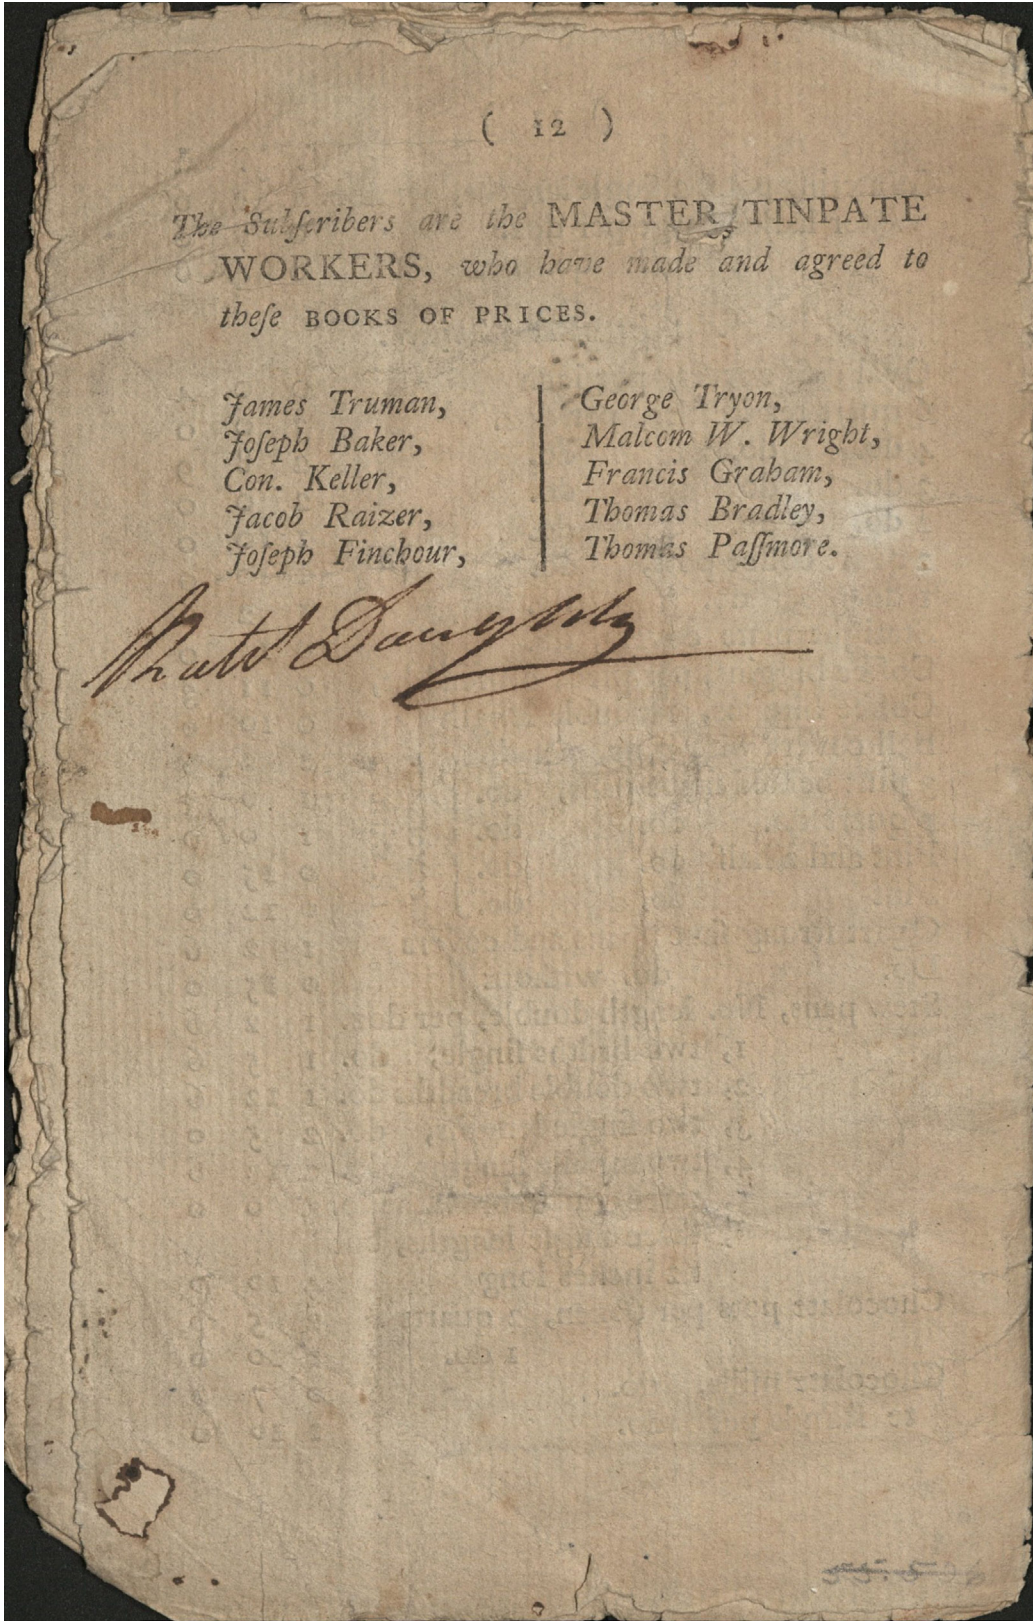 ( 12 )
The Subſcribers are the MASTER TINPATE
WORKERS, who have made and agreed to
theſe BOOKS OF PRICES.
James Truman,
Joſeph Baker,
Con. Keller,
Jacob Raizer,
Joſeph Finchour,
George Tryon,
Malcom W. Wright,
Francis Graham,
Thomas Bradley,
Thomas Paſſmore.